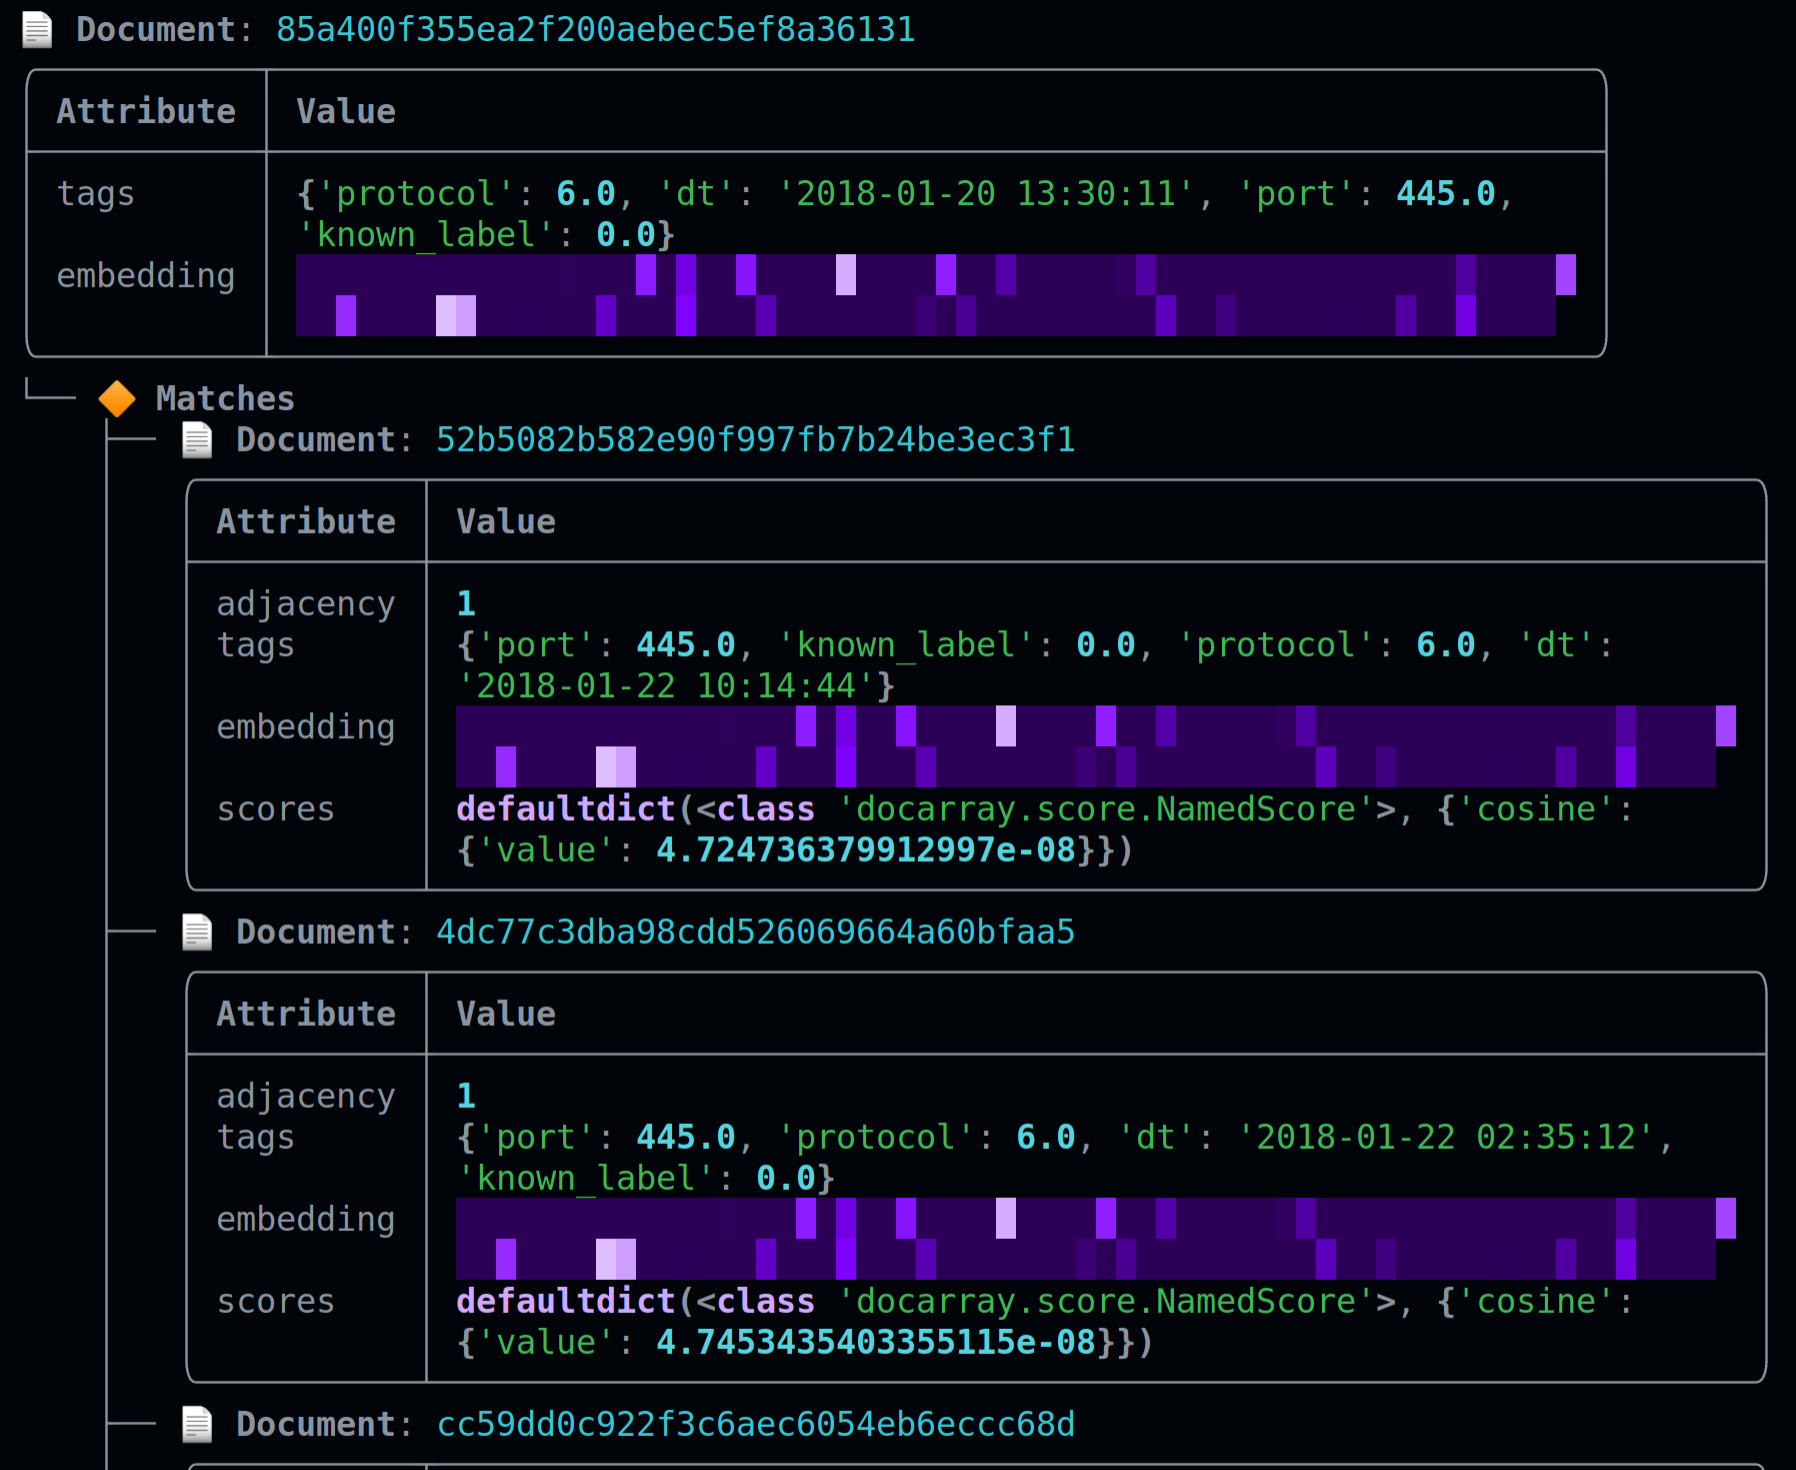 Document: 85a400f355ea2f200aebec5ef8a36131
Attribute Value
tags {'protocol': 6.0, 'dt': '2018-01-20 13:30:11', 'port': 445.0,
'known_label': 0.0}
embedding
Matches
Document: 52b5082b582e90f997fb7b24be3ec3f1
Attribute Value
adjacency 1
tags {'port': 445.0, 'known_label': 0.0, 'protocol': 6.0, 'dt':
'2018-01-22 10:14:44'}
embedding
scores defaultdict(<class 'docarray.score.NamedScore'>, {'cosine':
{'value': 4.724736379912997e-08}})
Document: 4dc77c3dba98cdd526069664a60bfaa5
Attribute Value
adjacency 1
tags {'port': 445.0, 'protocol': 6.0, 'dt': '2018-01-22 02:35:12',
'known_label': 0.0}
embedding
scores defaultdict(<class 'docarray.score.NamedScore'>, {'cosine':
{'value': 4.7453435403355115e-08}})
Document: cc59dd0c922f3c6aec6054eb6eccc68d